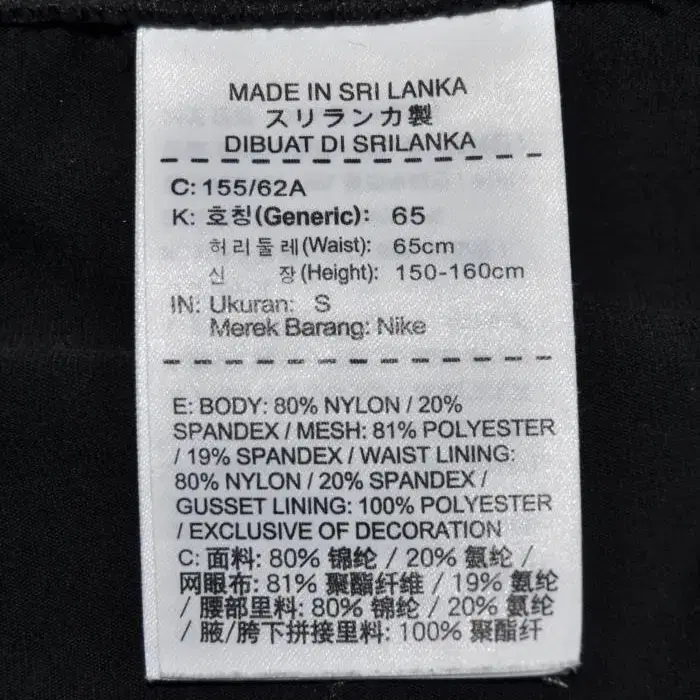 MADE IN SRI LANKA
スリランカ製
DIBUAT DI SRILANKA
C: 155/62A
K: 호칭(Generic): 65
허리둘레(Waist): 65cm
신 장(Height): 150-160cm
IN: Ukuran: S
Merek Barang: Nike
E: BODY: 80% NYLON / 20%
SPANDEX / MESH: 81% POLYESTER
/ 19% SPANDEX / WAIST LINING:
80% NYLON / 20% SPANDEX /
GUSSET LINING: 100% POLYESTER
/ EXCLUSIVE OF DECORATION
C: 面料: 80% 锦纶 / 20% 氨纶 /
网眼布: 81% 聚酯纤维 / 19% 氨纶
/ 腰部里料: 80% 锦纶 / 20% 氨纶
/ 腋/胯下拼接里料: 100% 聚酯纤